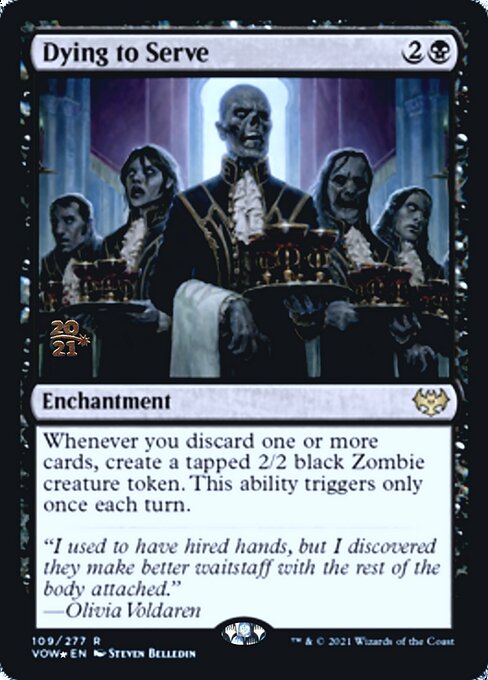 Dying to Serve 2
20
21
Enchantment
Whenever you discard one or more
cards, create a tapped 2/2 black Zombie
creature token. This ability triggers only
once each turn.
“I used to have hired hands, but I discovered
they make better waitstaff with the rest of the
body attached.”
—Olivia Voldaren
109/277 R
VOW★EN Steven Belledin
™ & © 2021 Wizards of the Coast